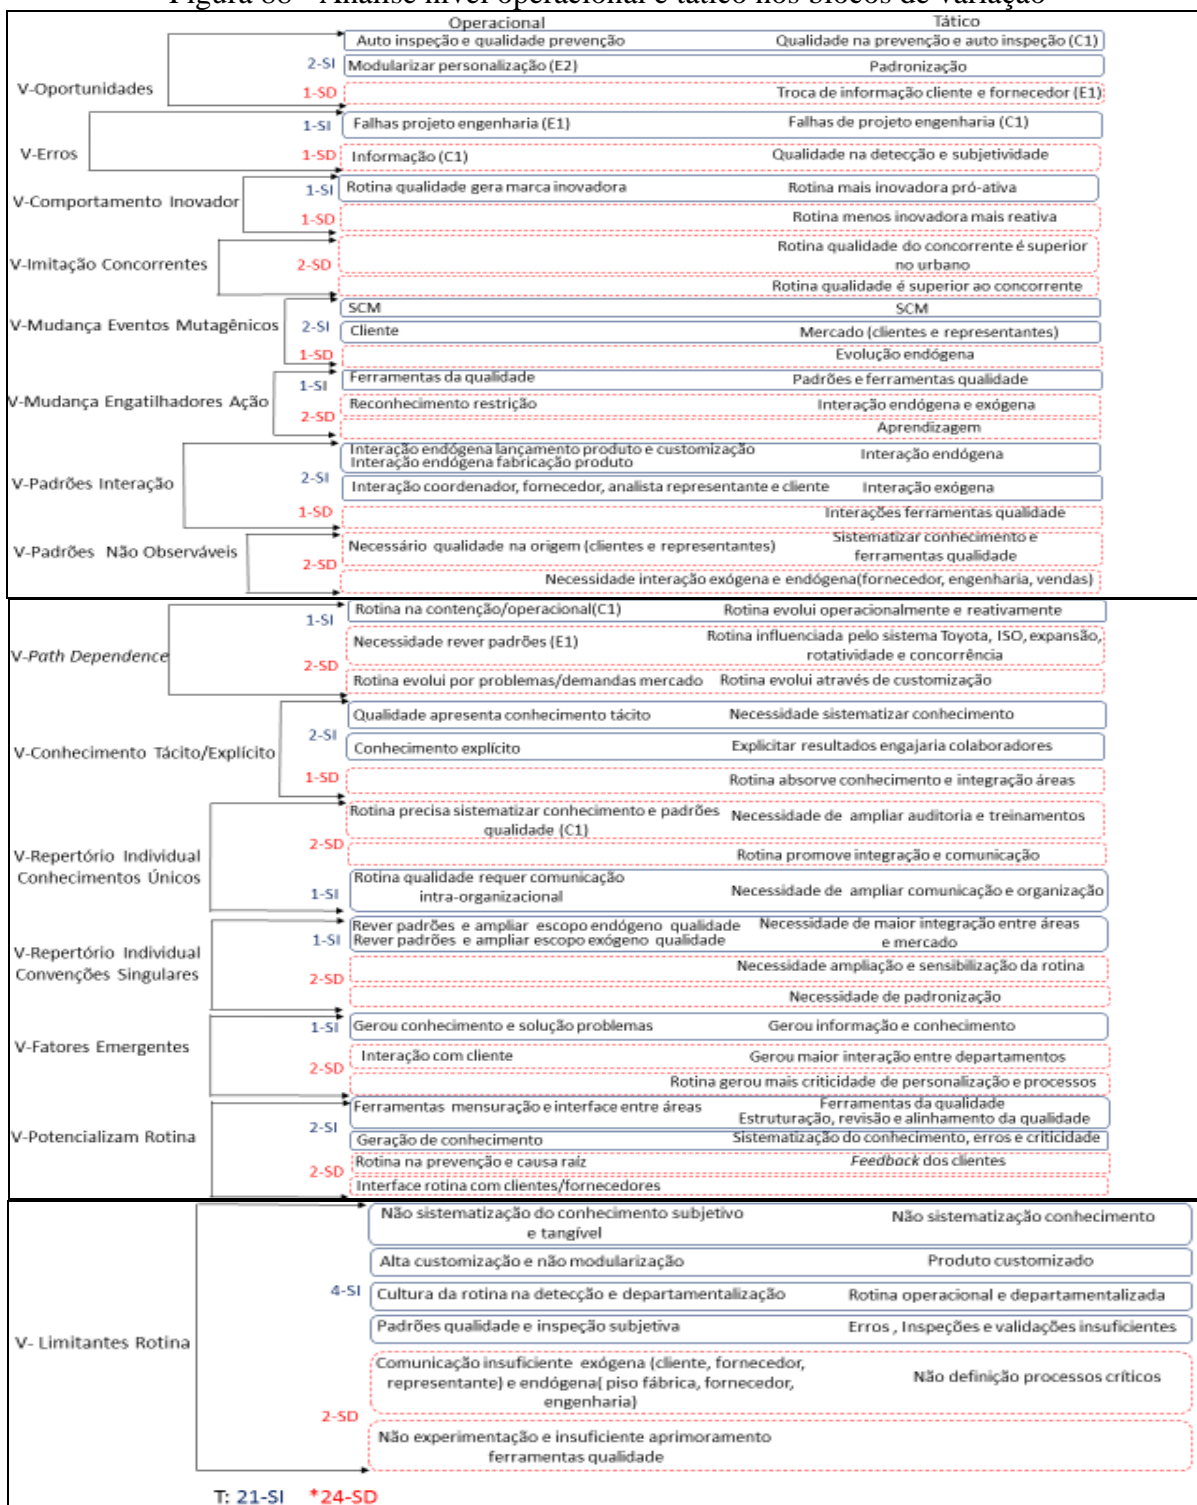 Figura 88 - Análise nível operacional e tático nos blocos de variação
Operacional Tático
Auto inspeção e qualidade prevenção Qualidade na prevenção e auto inspeção (C1)
2-SI Modularizar personalização (E2) Padronização
V-Oportunidades
1-SD Troca de informação cliente e fornecedor (E1)
1-SI Falhas projeto engenharia (E1) Falhas de projeto engenharia (C1)
V-Erros
1-SD Informação (C1) Qualidade na detecção e subjetividade
1-SI Rotina qualidade gera marca inovadora Rotina mais inovadora pró-ativa
V-Comportamento Inovador
1-SD Rotina menos inovadora mais reativa
Rotina qualidade do concorrente é superior
no urbano
V-Imitação Concorrentes 2-SD
Rotina qualidade é superior ao concorrente
SCM SCM
V-Mudança Eventos Mutagênicos 2-SI Cliente Mercado (clientes e representantes)
1-SD Evolução endógena
1-SI Ferramentas da qualidade Padrões e ferramentas qualidade
V-Mudança Engatilhadores Ação 2-SD Reconhecimento restrição Interação endógena e exógena
Aprendizagem
Interação endógena lançamento produto e customização Interação endógena
Interação endógena fabricação produto
V-Padrões Interação 2-SI Interação coordenador, fornecedor, analista representante e cliente Interação exógena
1-SD Interações ferramentas qualidade
V-Padrões Não Observáveis Necessário qualidade na origem (clientes e representantes) Sistematizar conhecimento e
ferramentas qualidade
2-SD
Necessidade interação exógena e endógena(fornecedor, engenharia, vendas)
1-SI Rotina na contenção/operacional(C1) Rotina evolui operacionalmente e reativamente
V-Path Dependence Necessidade rever padrões (E1) Rotina influenciada pelo sistema Toyota, ISO, expansão,
rotatividade e concorrência
2-SD
Rotina evolui por problemas/demandas mercado Rotina evolui através de customização
Qualidade apresenta conhecimento tácito Necessidade sistematizar conhecimento
2-SI
V-Conhecimento Tácito/Explícito Conhecimento explícito Explicitar resultados engajaria colaboradores
1-SD Rotina absorve conhecimento e integração áreas
Rotina precisa sistematizar conhecimento e padrões Necessidade de ampliar auditoria e treinamentos
qualidade (C1)
2-SD
V-Repertório Individual Rotina promove integração e comunicação
Conhecimentos Únicos
Rotina qualidade requer comunicação
1-SI intra-organizacional Necessidade de ampliar comunicação e organização
Rever padrões e ampliar escopo endógeno qualidade Necessidade de maior integração entre áreas
1-SI Rever padrões e ampliar escopo exógeno qualidade e mercado
V-Repertório Individual
Convenções Singulares
2-SD Necessidade ampliação e sensibilização da rotina
Necessidade de padronização
1-SI Gerou conhecimento e solução problemas Gerou informação e conhecimento
V-Fatores Emergentes
2-SD Interação com cliente Gerou maior interação entre departamentos
Rotina gerou mais criticidade de personalização e processos
Ferramentas mensuração e interface entre áreas Ferramentas da qualidade
Estruturação, revisão e alinhamento da qualidade
2-SI
V-Potencializam Rotina Geração de conhecimento Sistematização do conhecimento, erros e criticidade
2-SD Rotina na prevenção e causa raiz Feedback dos clientes
Interface rotina com clientes/fornecedores
Não sistematização do conhecimento subjetivo Não sistematização conhecimento
e tangível
Alta customização e não modularização Produto customizado
4-SI Cultura da rotina na detecção e departamentalização Rotina operacional e departamentalizada
Padrões qualidade e inspeção subjetiva Erros , Inspeções e validações insuficientes
V- Limitantes Rotina
Comunicação insuficiente exógena (cliente, fornecedor, Não definição processos críticos
representante) e endógena( piso fábrica, fornecedor,
engenharia)
2-SD
Não experimentação e insuficiente aprimoramento
ferramentas qualidade
T: 21-SI *24-SD